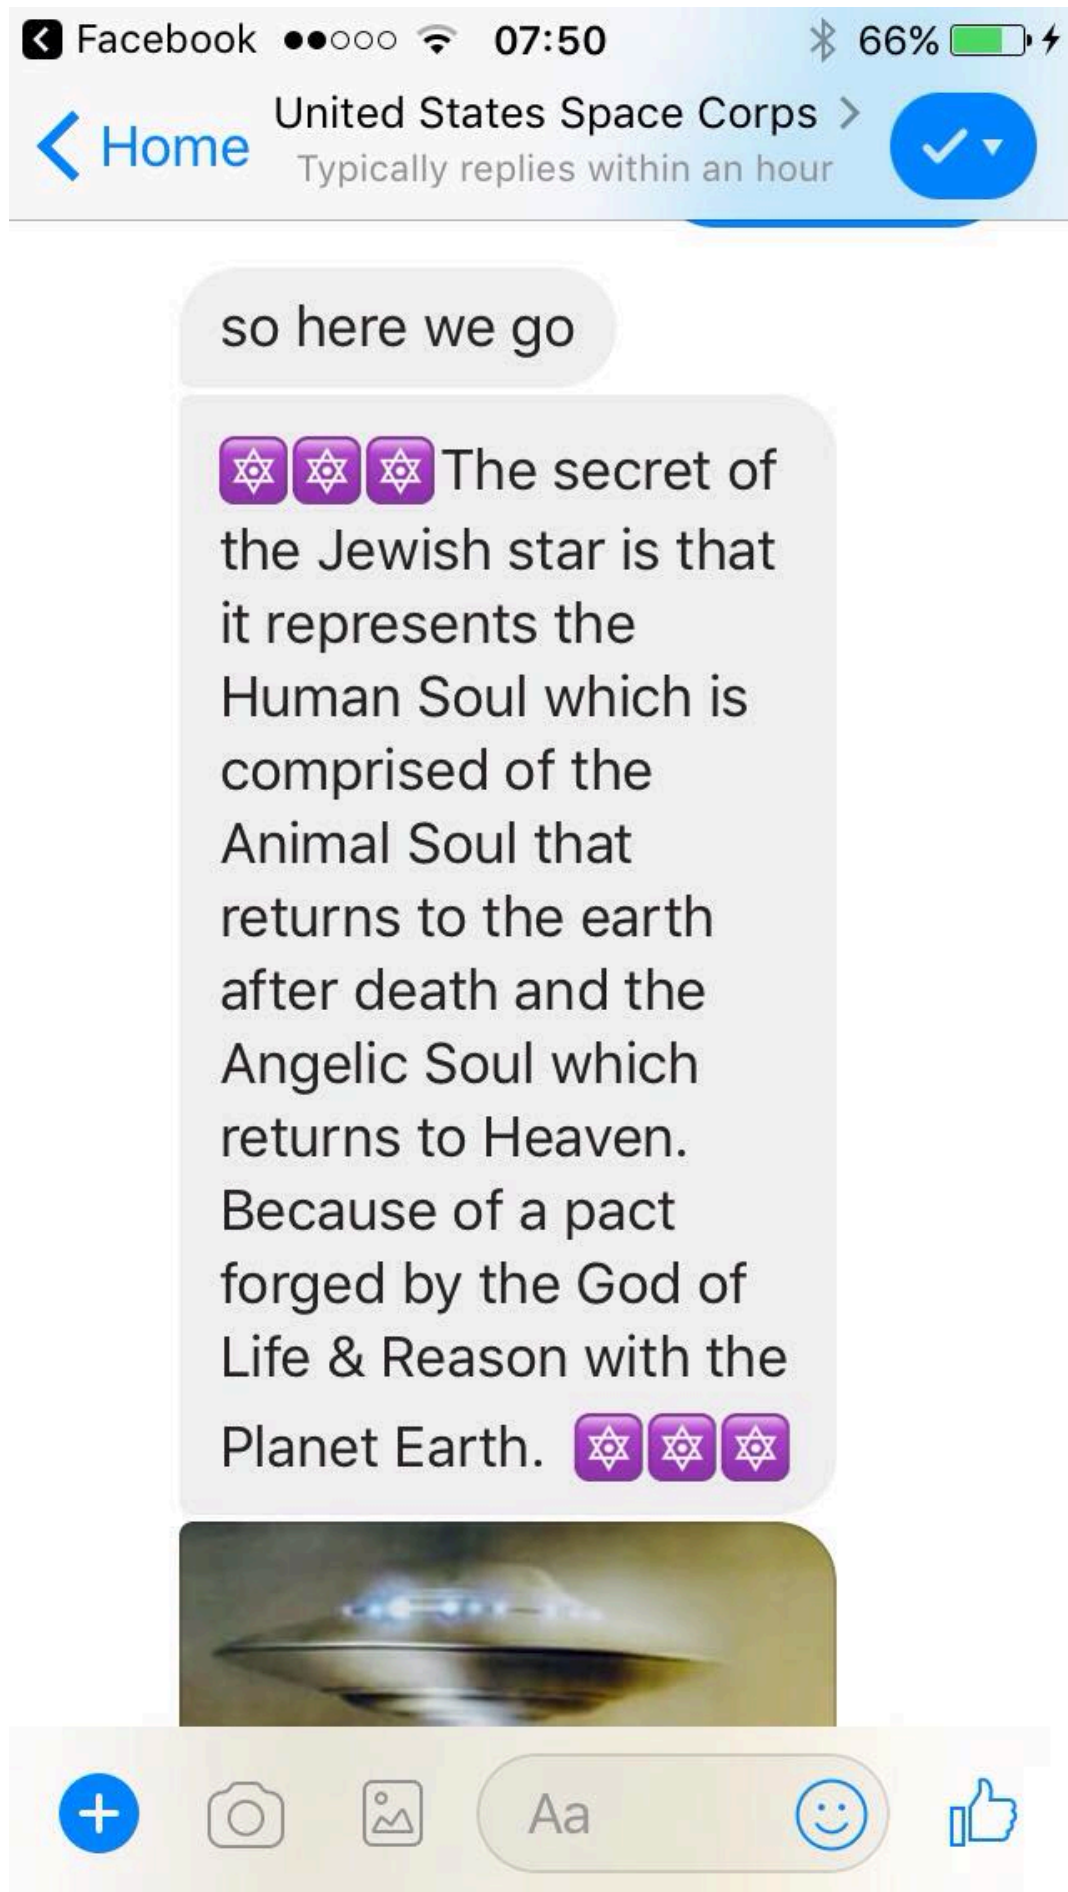 Facebook 07:50 66%
Home United States Space Corps
Typically replies within an hour
so here we go
🔯🔯🔯The secret of
the Jewish star is that
it represents the
Human Soul which is
comprised of the
Animal Soul that
returns to the earth
after death and the
Angelic Soul which
returns to Heaven.
Because of a pact
forged by the God of
Life & Reason with the
Planet Earth. 🔯🔯🔯
Aa